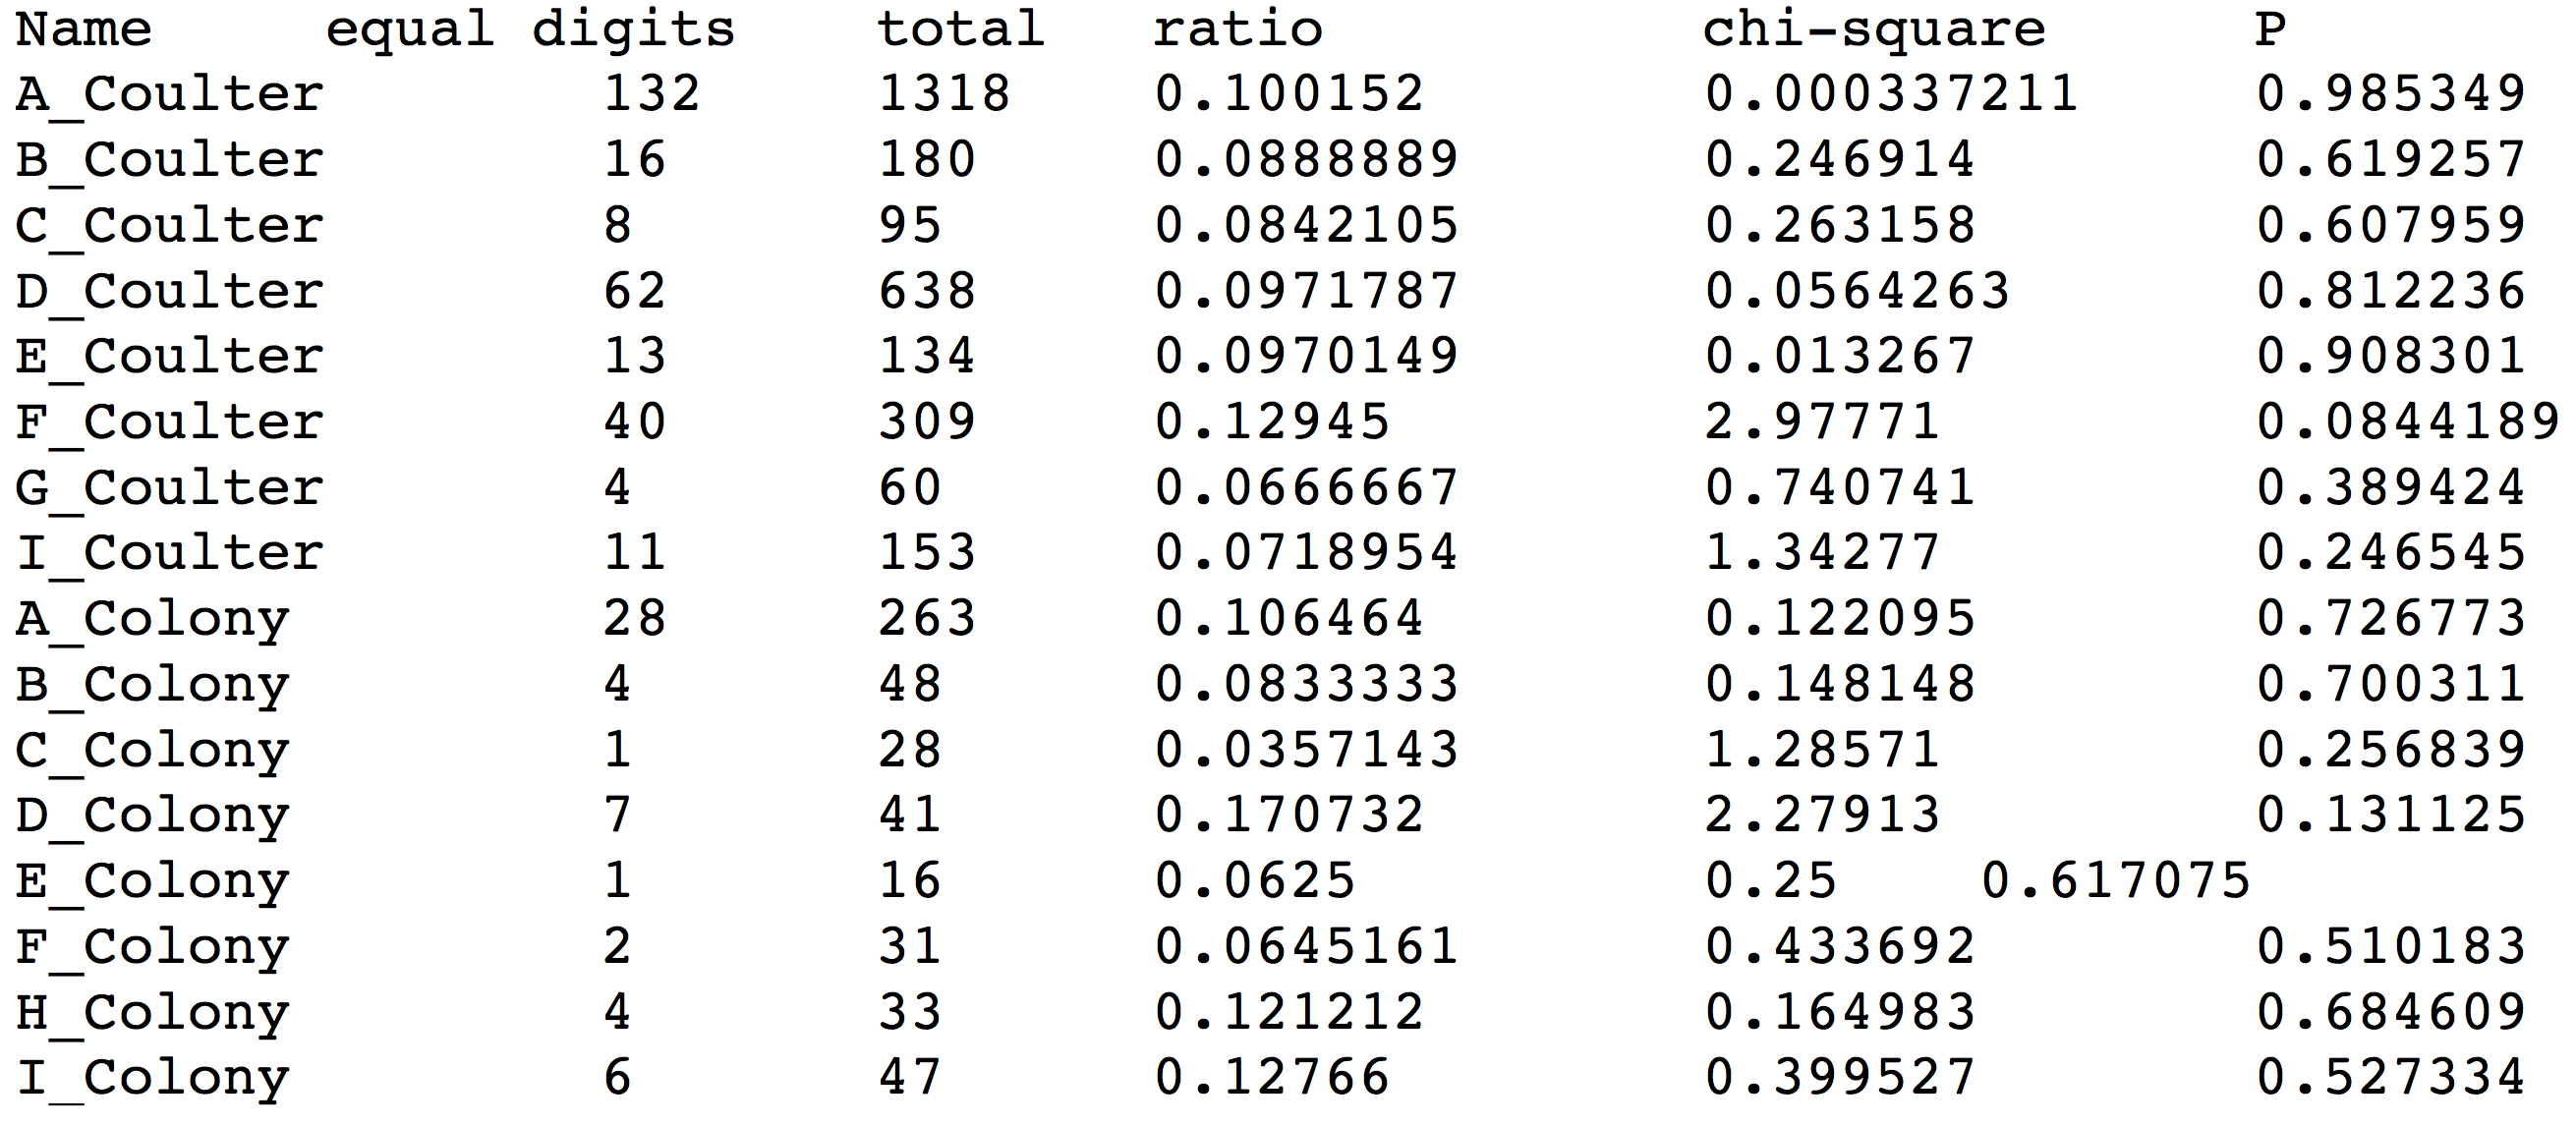 Name equal digits total ratio chi-square P
A_Coulter 132 1318 0.100152 0.000337211 0.985349
B_Coulter 16 180 0.0888889 0.246914 0.619257
C_Coulter 8 95 0.0842105 0.263158 0.607959
D_Coulter 62 638 0.0971787 0.0564263 0.812236
E_Coulter 13 134 0.0970149 0.013267 0.908301
F_Coulter 40 309 0.12945 2.97771 0.0844189
G_Coulter 4 60 0.0666667 0.740741 0.389424
I_Coulter 11 153 0.0718954 1.34277 0.246545
A_Colony 28 263 0.106464 0.122095 0.726773
B_Colony 4 48 0.0833333 0.148148 0.700311
C_Colony 1 28 0.0357143 1.28571 0.256839
D_Colony 7 41 0.170732 2.27913 0.131125
E_Colony 1 16 0.0625 0.25 0.617075
F_Colony 2 31 0.0645161 0.433692 0.510183
H_Colony 4 33 0.121212 0.164983 0.684609
I_Colony 6 47 0.12766 0.399527 0.527334